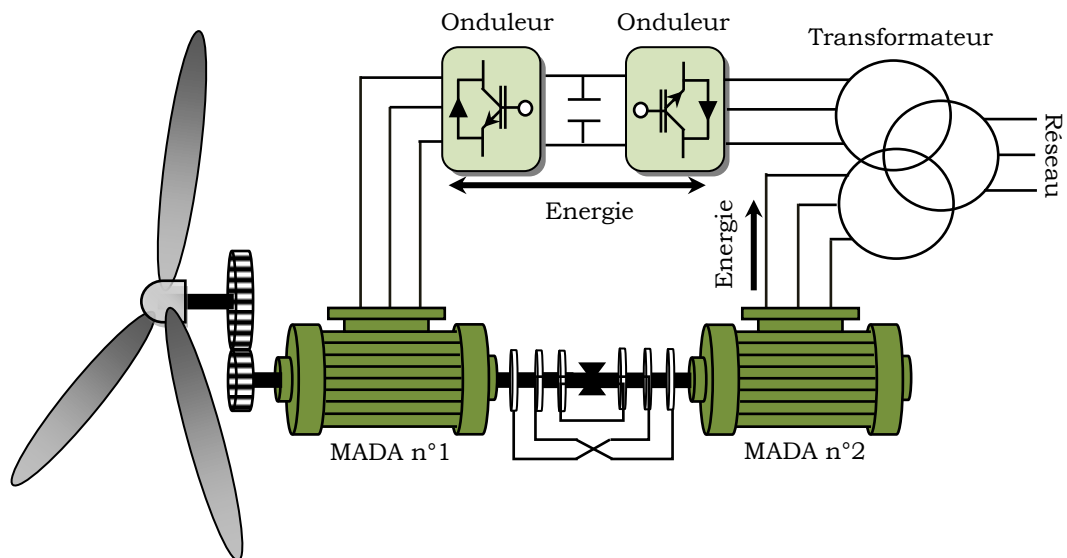 Onduleur
Onduleur
Transformateur
Réseau
Energie
Energie
MADA n°1
MADA n°2